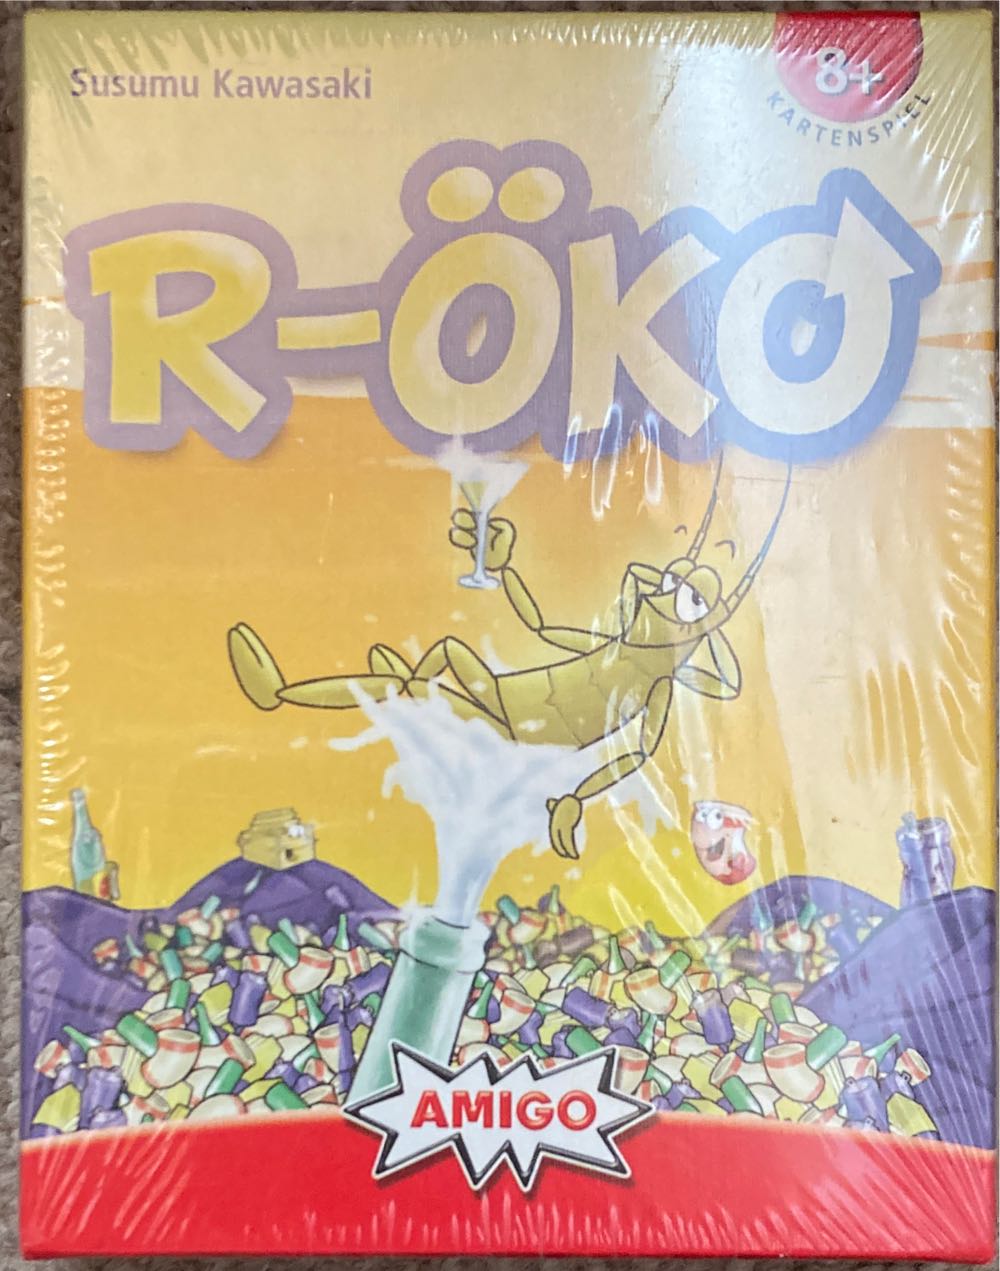 Susumu Kawasaki
8+
KARTENSPIEL
R-ÖKO
AMIGO